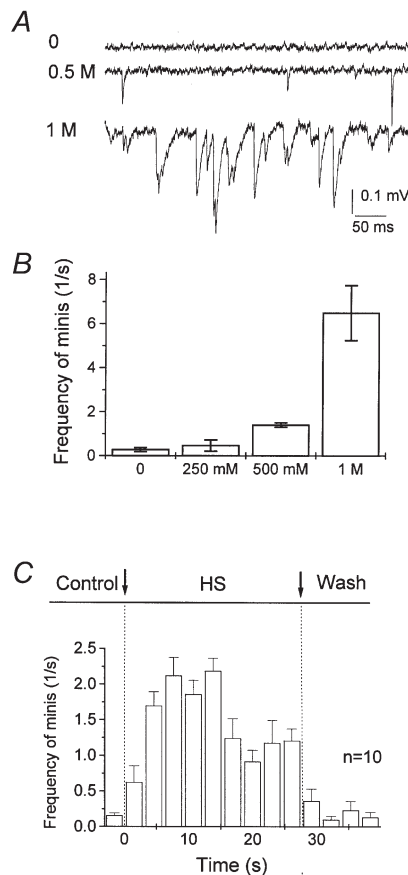 A
0
0.5 M
1 M
0.1 mV
50 ms
B
Frequency of minis (1/s)
8
6
4
2
0
0 250 mM 500 mM 1 M
C
Control HS Wash
Frequency of minis (1/s)
2.5
2.0
1.5
1.0
0.5
0.0
n=10
0 10 20 30
Time (s)